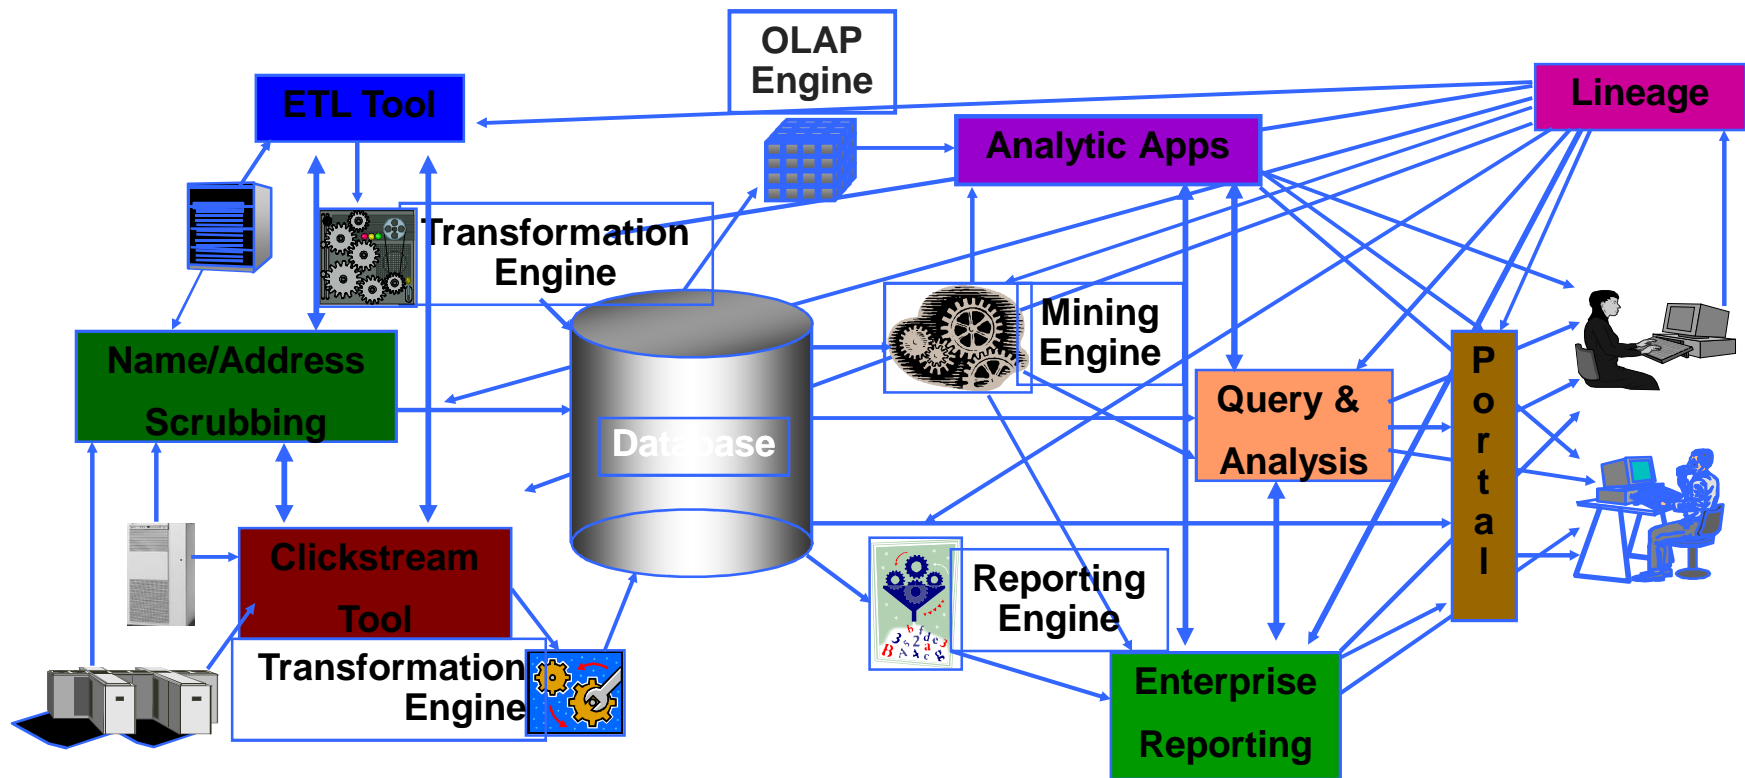 OLAP
Engine
ETL Tool
Lineage
Analytic Apps
Transformation
Engine
Mining
Engine
Name/Address
Scrubbing
Database
Query &
Analysis
P
o
r
t
a
l
Clickstream
Tool
Reporting
Engine
Transformation
Engine
Enterprise
Reporting